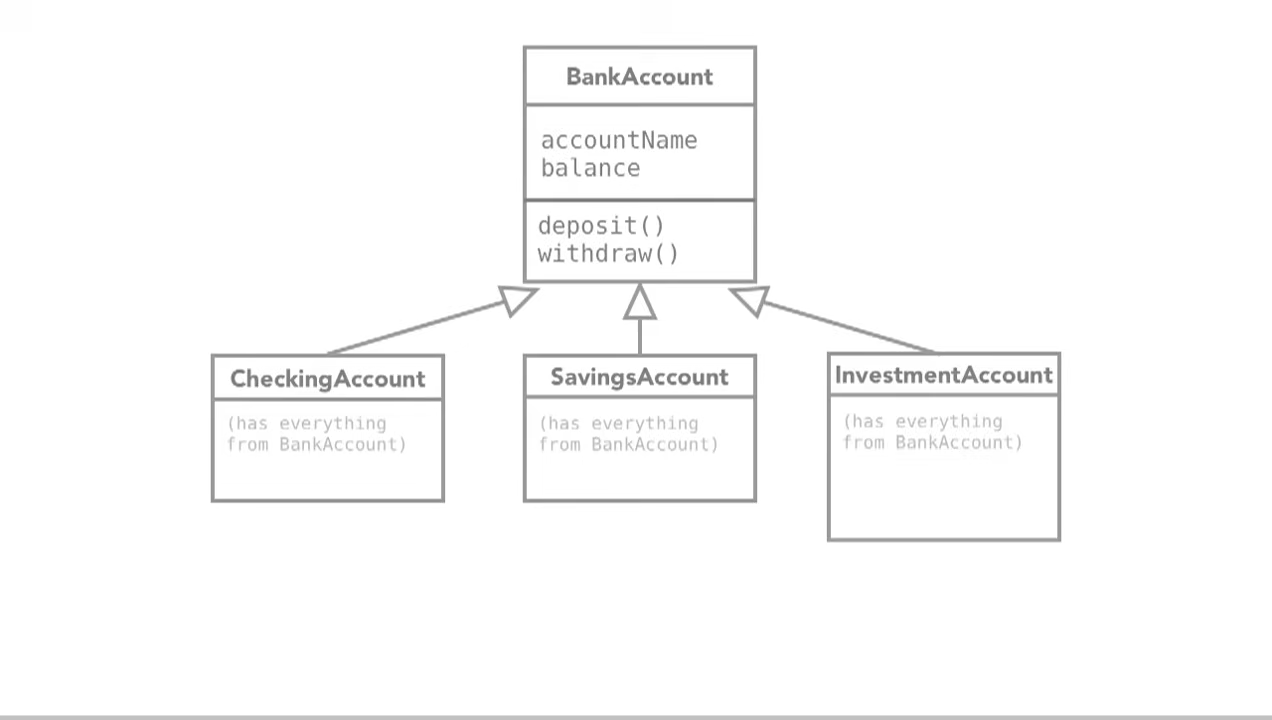 BankAccount
accountName
balance
deposit()
withdraw()
CheckingAccount
(has everything
from BankAccount)
SavingsAccount
(has everything
from BankAccount)
InvestmentAccount
(has everything
from BankAccount)